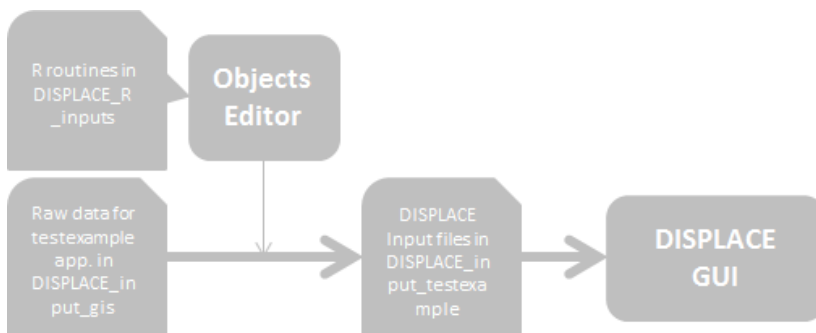 R routines in
DISPLACE_R
_inputs
Objects
Editor
Raw data for
testexample
app. in
DISPLACE_in
put_gis
DISPLACE
Input files in
DISPLACE_in
put_testexa
mple
DISPLACE
GUI